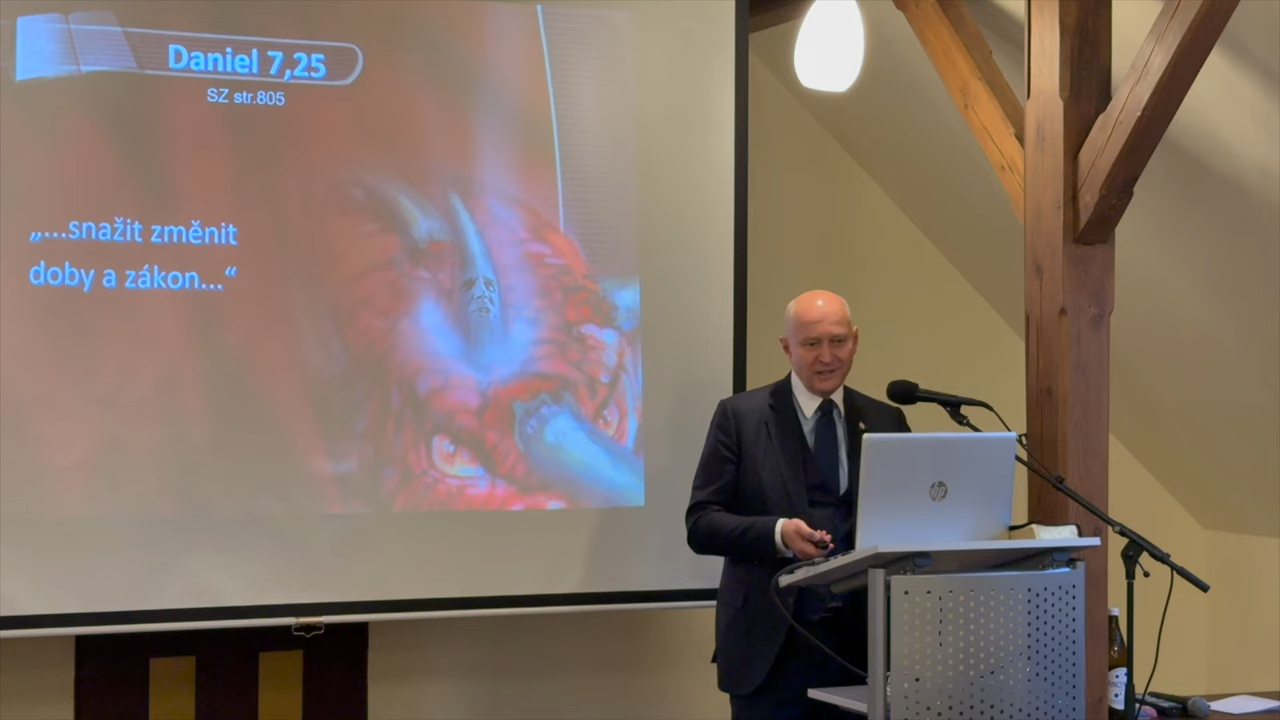 Daniel 7,25
SZ str.805
„...snažit změnit
doby a zákon...“
hp